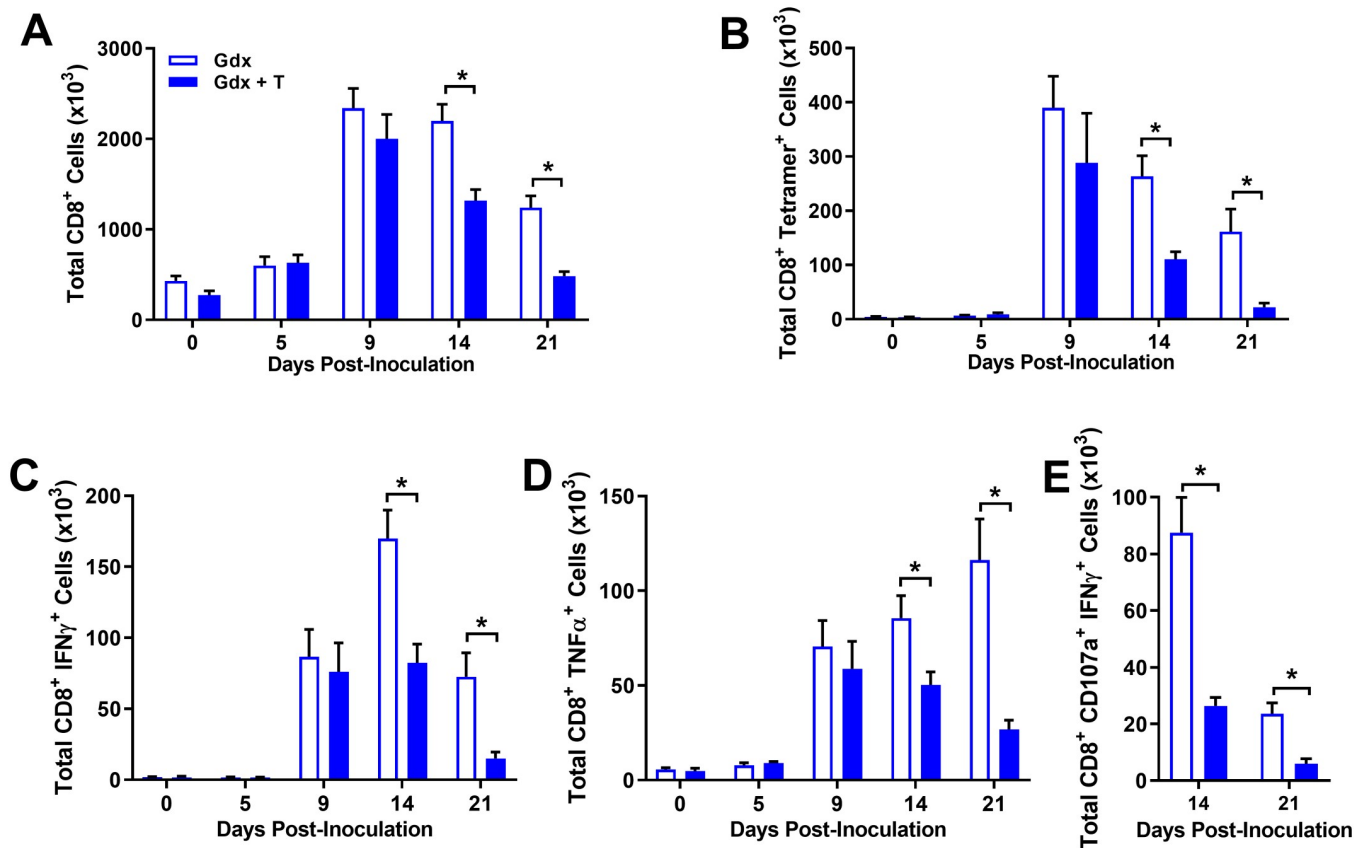 A
Total CD8⁺ Cells (x10³)
3000
2000
1000
0
Gdx
Gdx + T
*
*
0 5 9 14 21
Days Post-Inoculation
B
Total CD8⁺ Tetramer⁺ Cells (x10³)
500
400
300
200
100
0
*
*
0 5 9 14 21
Days Post-Inoculation
C
Total CD8⁺ IFNγ⁺ Cells (x10³)
200
150
100
50
0
*
*
0 5 9 14 21
Days Post-Inoculation
D
Total CD8⁺ TNFα⁺ Cells (x10³)
150
100
50
0
*
*
0 5 9 14 21
Days Post-Inoculation
E
Total CD8⁺ CD107a⁺ IFNγ⁺ Cells (x10³)
100
80
60
40
20
0
*
*
14 21
Days Post-Inoculation